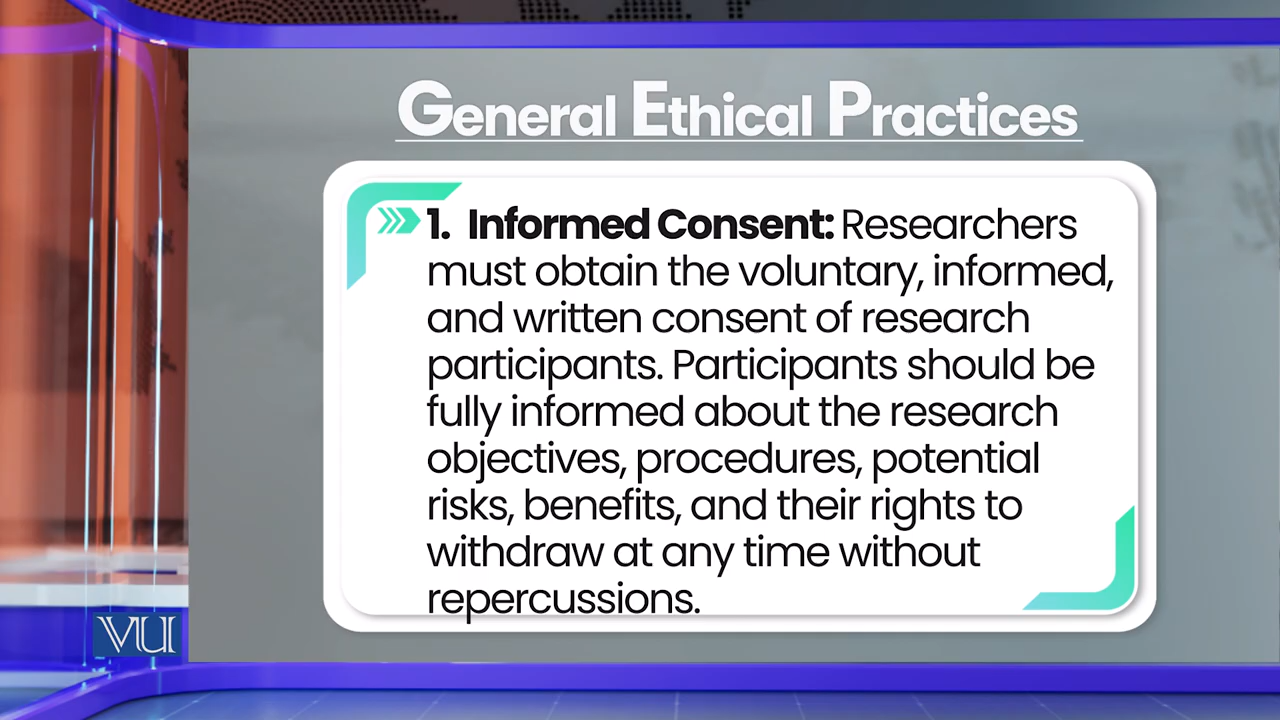 General Ethical Practices
1. Informed Consent: Researchers
must obtain the voluntary, informed,
and written consent of research
participants. Participants should be
fully informed about the research
objectives, procedures, potential
risks, benefits, and their rights to
withdraw at any time without
repercussions.
VU